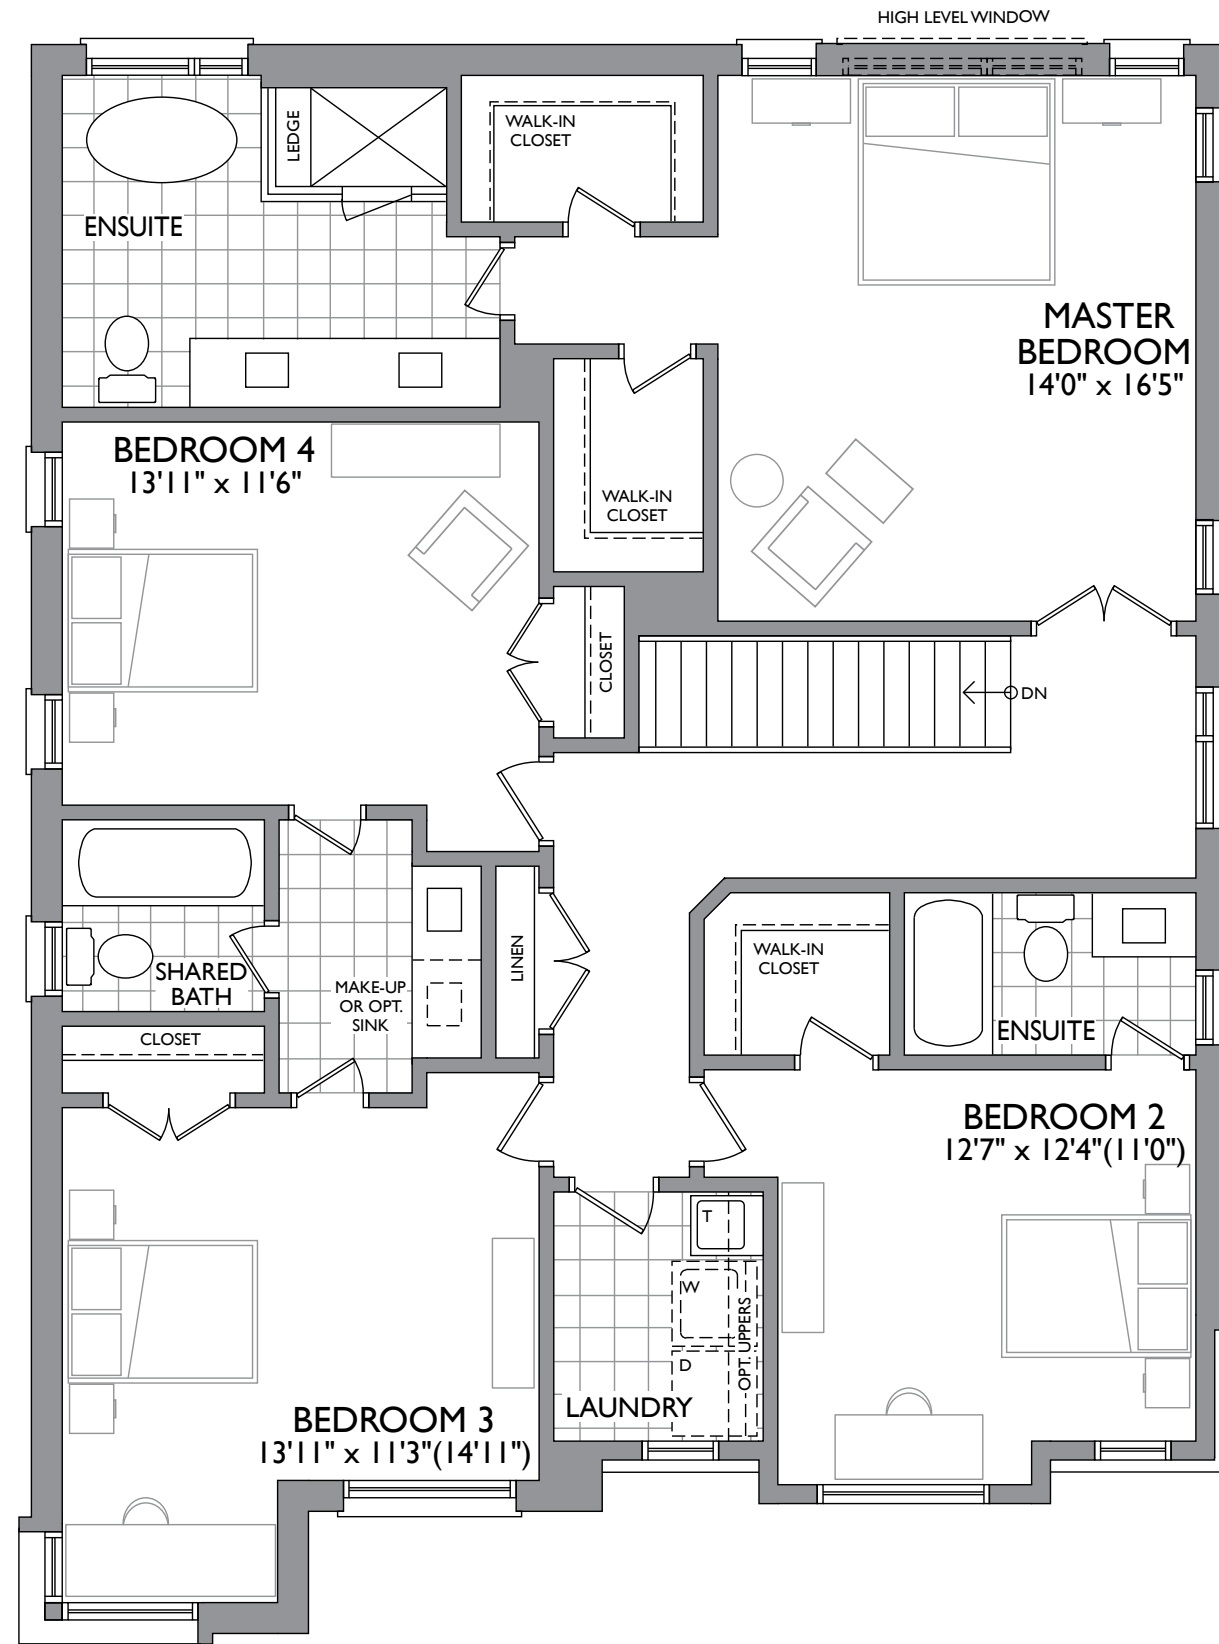 HIGH LEVEL WINDOW
LEDGE
WALK-IN
CLOSET
ENSUITE
MASTER
BEDROOM
14'0" x 16'5"
BEDROOM 4
13'11" x 11'6"
WALK-IN
CLOSET
CLOSET
DN
SHARED
BATH
MAKE-UP
OR OPT.
SINK
LINEN
WALK-IN
CLOSET
ENSUITE
CLOSET
BEDROOM 2
12'7" x 12'4"(11'0")
T
W
D
OPT. UPPERS
LAUNDRY
BEDROOM 3
13'11" x 11'3"(14'11")